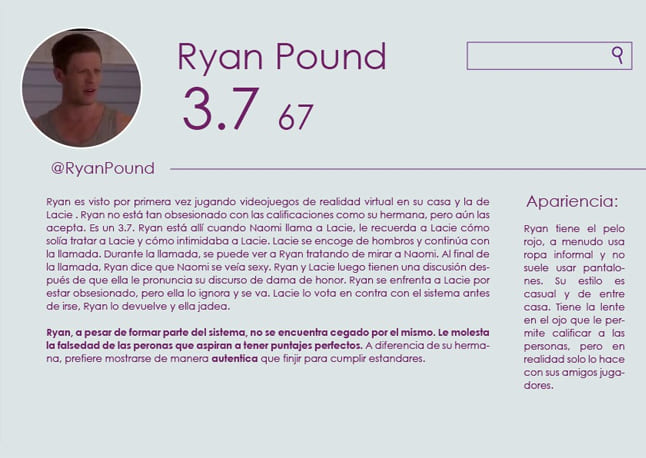 Ryan Pound
3.7 67
@RyanPound
Ryan es visto por primera vez jugando videojuegos de realidad virtual en su casa y la de
Lacie . Ryan no está tan obsesionado con las calificaciones como su hermana, pero aún las
acepta. Es un 3.7. Ryan está allí cuando Naomi llama a Lacie, le recuerda a Lacie cómo
solía tratar a Lacie y cómo intimidaba a Lacie. Lacie se encoge de hombros y continúa con
la llamada. Durante la llamada, se puede ver a Ryan tratando de mirar a Naomi. Al final de
la llamada, Ryan dice que Naomi se veía sexy. Ryan y Lacie luego tienen una discusión des-
pués de que ella le pronuncia su discurso de dama de honor. Ryan se enfrenta a Lacie por
estar obsesionado, pero ella lo ignora y se va. Lacie lo vota en contra con el sistema antes
de irse, Ryan lo devuelve y ella jadea.
Ryan, a pesar de formar parte del sistema, no se encuentra cegado por el mismo. Le molesta
la falsedad de las peronas que aspiran a tener puntajes perfectos. A diferencia de su herma-
na, prefiere mostrarse de manera autentica que finjir para cumplir estandares.
Apariencia:
Ryan tiene el pelo
rojo, a menudo usa
ropa informal y no
suele usar pantalo-
nes. Su estilo es
casual y de entre
casa. Tiene la lente
en el ojo que le per-
mite calificar a las
personas, pero en
realidad solo lo hace
con sus amigos juga-
dores.